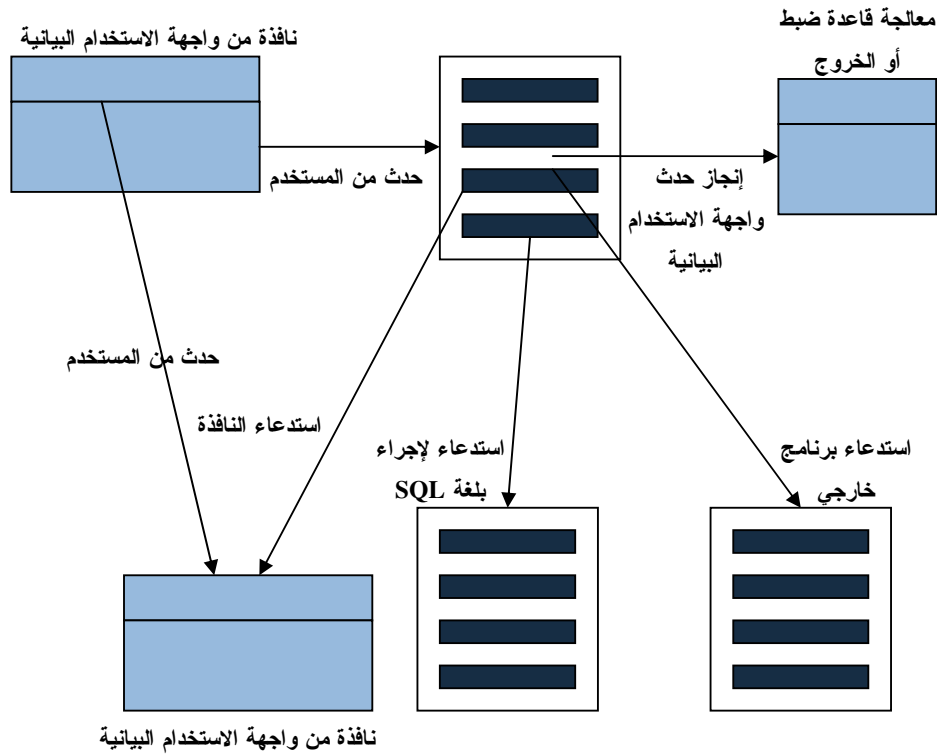 معالجة قاعدة ضبط
أو الخروج
نافذة من واجهة الاستخدام البيانية
حدث من المستخدم
إنجاز حدث
واجهة الاستخدام
البيانية
حدث من المستخدم
استدعاء النافذة
استدعاء لإجراء
بلغة SQL
استدعاء برنامج
خارجي
نافذة من واجهة الاستخدام البيانية